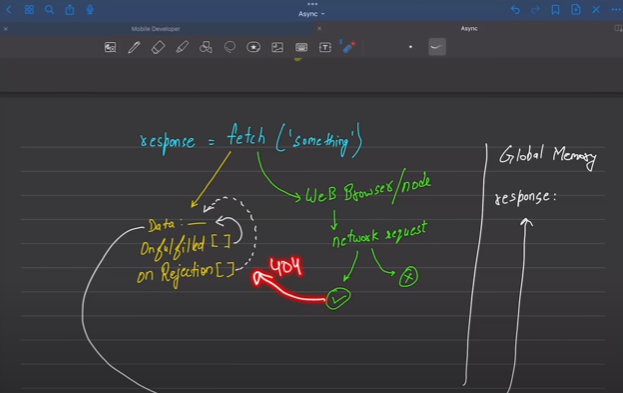 Async
Mobile Developer
Async
response = fetch ('something')
Global Memory
response:
Web Browser/node
Data:
network request
Onfulfilled []
on Rejection []
404